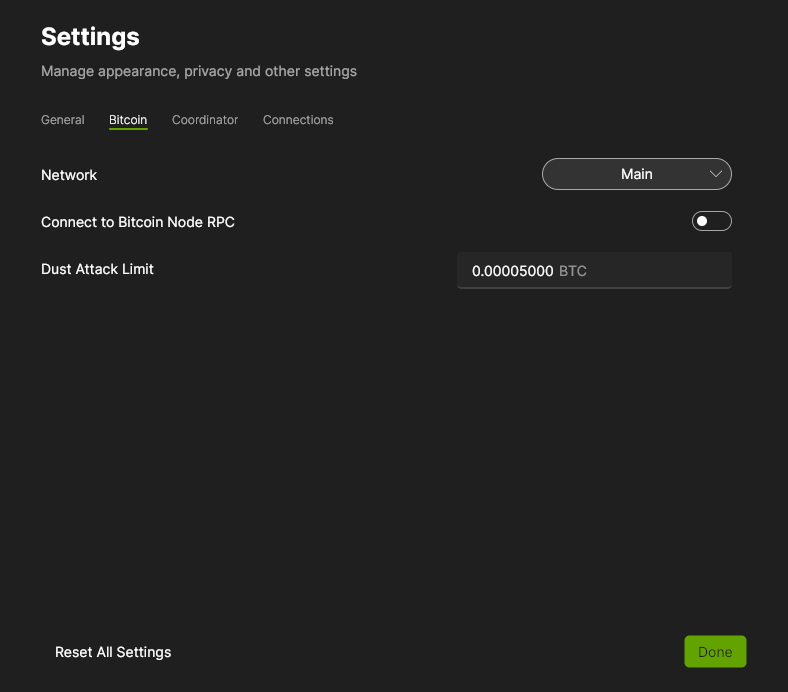 Settings
Manage appearance, privacy and other settings
General Bitcoin Coordinator Connections
Network Main
Connect to Bitcoin Node RPC
Dust Attack Limit 0.00005000 BTC
Reset All Settings Done